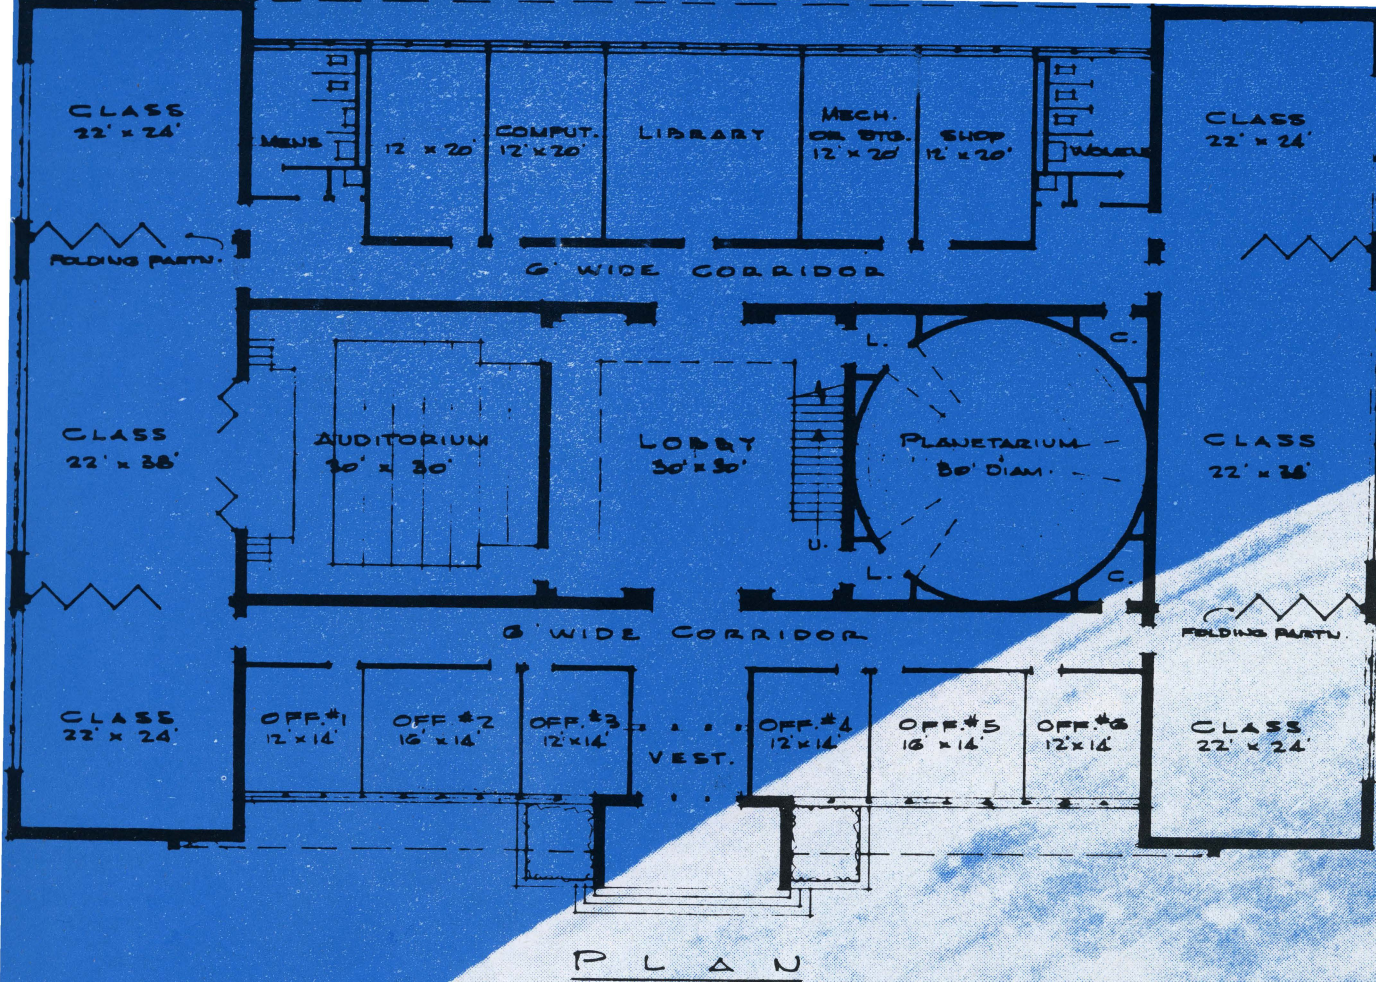 CLASS
22' x 24'
MENS
12' x 20'
COMPUT.
12' x 20'
LIBRARY
MECH.
OR STG.
12' x 20'
SHOP
12' x 20'
WOMENS
CLASS
22' x 24'
FOLDING PARTN.
6' WIDE CORRIDOR
L.
C.
CLASS
22' x 38'
AUDITORIUM
30' x 30'
LOBBY
30' x 30'
PLANETARIUM
30' DIAM.
CLASS
22' x 38'
U.
L.
C.
6' WIDE CORRIDOR
FOLDING PARTN.
CLASS
22' x 24'
OFF. #1
12' x 14'
OFF. #2
16' x 14'
OFF. #3
12' x 14'
VEST.
OFF. #4
12' x 14'
OFF. #5
16' x 14'
OFF. #6
12' x 14'
CLASS
22' x 24'
PLAN